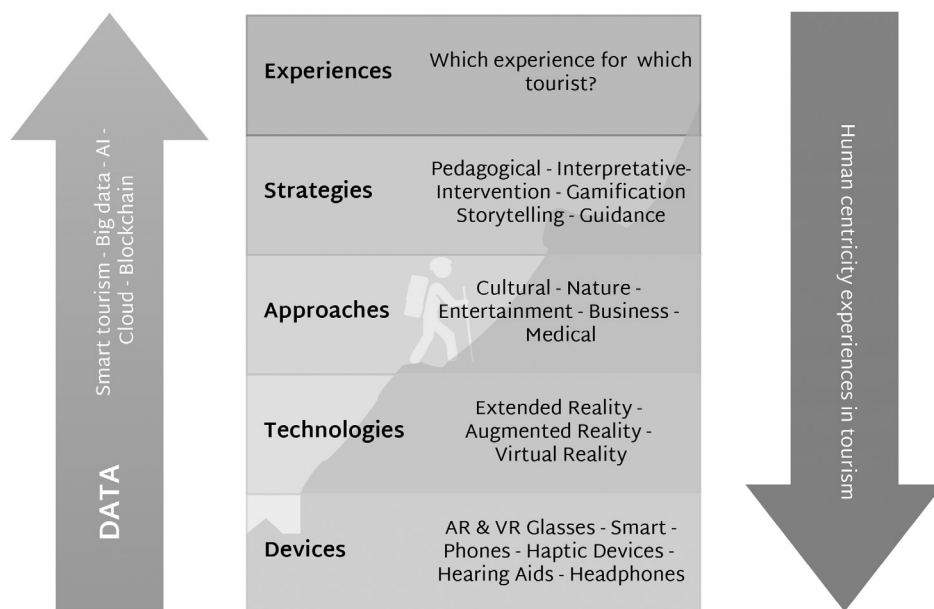 Experiences
Which experience for which
tourist?
Strategies
Pedagogical - Interpretative-
Intervention - Gamification
Storytelling - Guidance
Approaches
Cultural - Nature -
Entertainment - Business -
Medical
Technologies
Extended Reality -
Augmented Reality -
Virtual Reality
Devices
AR & VR Glasses - Smart -
Phones - Haptic Devices -
Hearing Aids - Headphones
DATA
Smart tourism - Big data - AI -
Cloud - Blockchain
Human centricity experiences in tourism